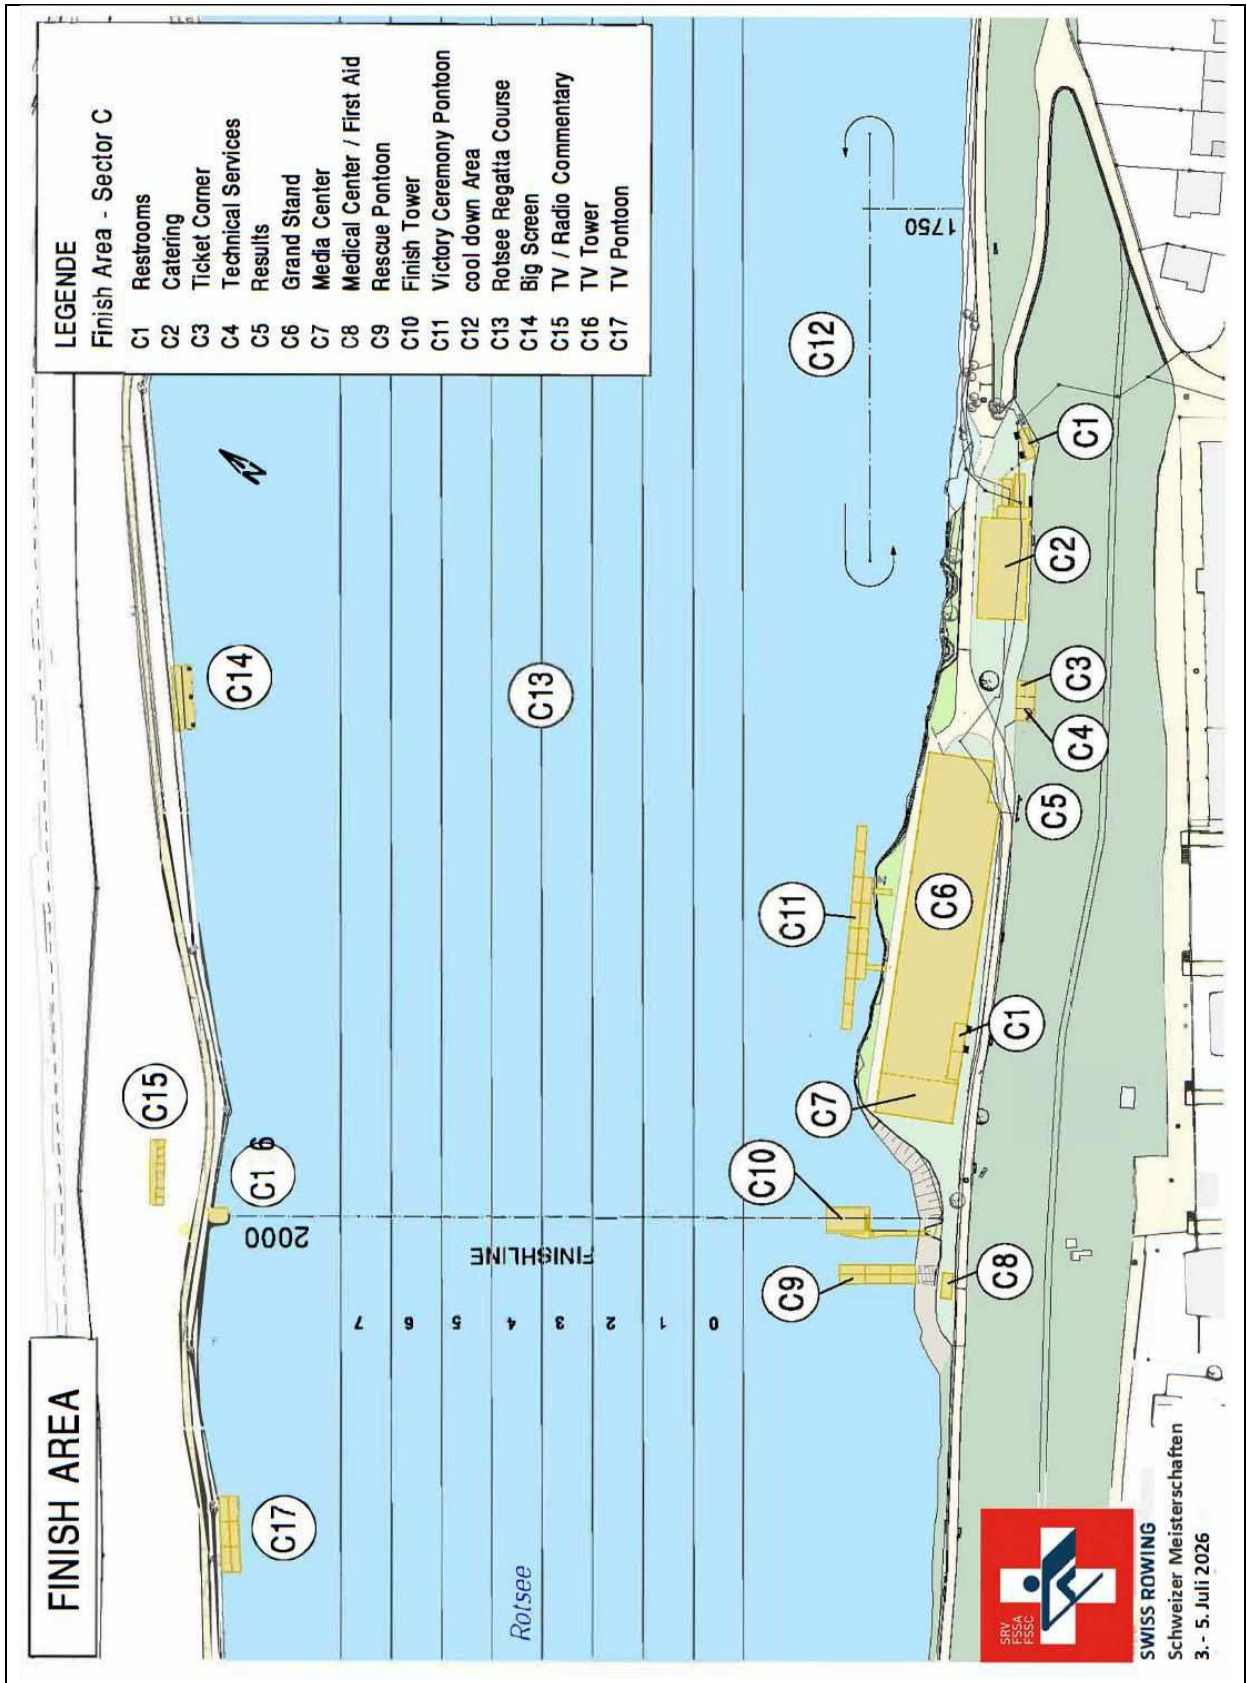 FINISH AREA
LEGENDE
Finish Area - Sector C
C1 Restrooms
C2 Catering
C3 Ticket Corner
C4 Technical Services
C5 Results
C6 Grand Stand
C7 Media Center
C8 Medical Center / First Aid
C9 Rescue Pontoon
C10 Finish Tower
C11 Victory Ceremony Pontoon
C12 cool down Area
C13 Rotsee Regatta Course
C14 Big Screen
C15 TV / Radio Commentary
C16 TV Tower
C17 TV Pontoon
C15
C14
N
C17
C16
2000
7
6
5
4
3
2
1
0
FINISHLINE
Rotsee
C13
C12
1750
C9
C10
C11
C7
C6
C8
C1
C5
C4
C3
C2
C1
SRV
FSSA
FSSC
SWISS ROWING
Schweizer Meisterschaften
3. - 5. Juli 2026